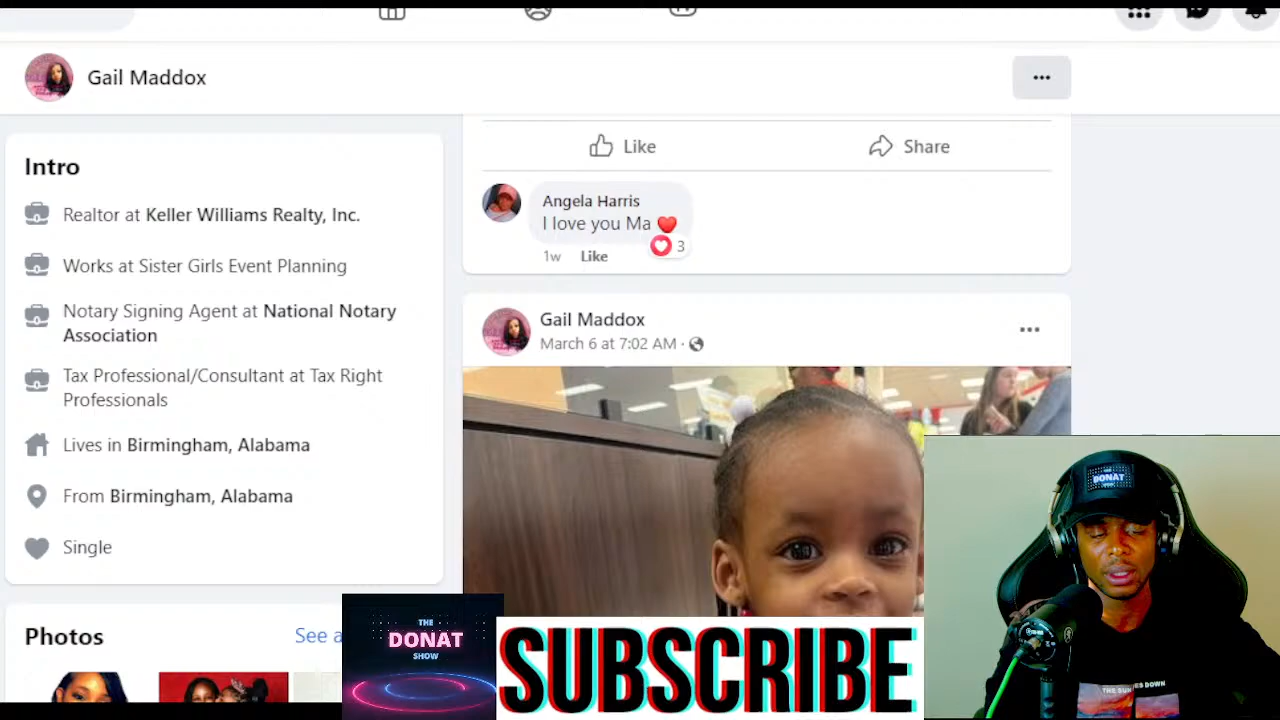 Gail Maddox
Intro
Realtor at Keller Williams Realty, Inc.
Works at Sister Girls Event Planning
Notary Signing Agent at National Notary
Association
Tax Professional/Consultant at Tax Right
Professionals
Lives in Birmingham, Alabama
From Birmingham, Alabama
Single
Photos
See a
Like
Share
Angela Harris
I love you Ma ❤️
3
1w Like
Gail Maddox
March 6 at 7:02 AM ·
THE
DONAT
SHOW
SUBSCRIBE
DONAT